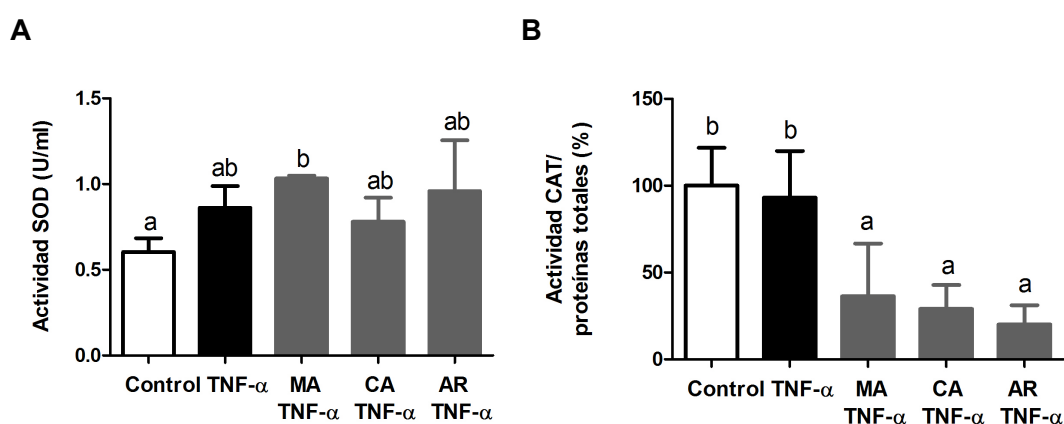 A
Actividad SOD (U/ml)
1.5
1.0
0.5
0.0
a
ab
b
ab
ab
Control TNF-α MA CA AR
TNF-α TNF-α TNF-α
B
Actividad CAT/
proteínas totales (%)
150
100
50
0
b
b
a
a
a
Control TNF-α MA CA AR
TNF-α TNF-α TNF-α